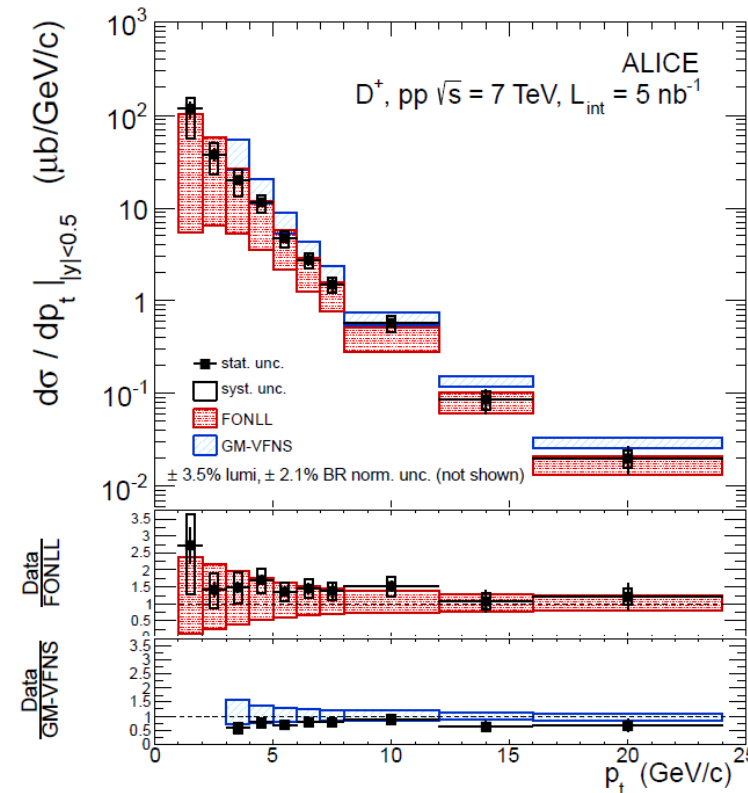 ALICE
D⁺, pp √s = 7 TeV, L_int = 5 nb⁻¹
dσ / dp_t |_|y|<0.5 (μb/GeV/c)
10³
10²
10
1
10⁻¹
10⁻²
stat. unc.
syst. unc.
FONLL
GM-VFNS
± 3.5% lumi, ± 2.1% BR norm. unc. (not shown)
Data
FONLL
3.5
3
2.5
2
1.5
1
0.5
0
Data
GM-VFNS
3.5
3
2.5
2
1.5
1
0.5
0
0 5 10 15 20 25
p_t (GeV/c)